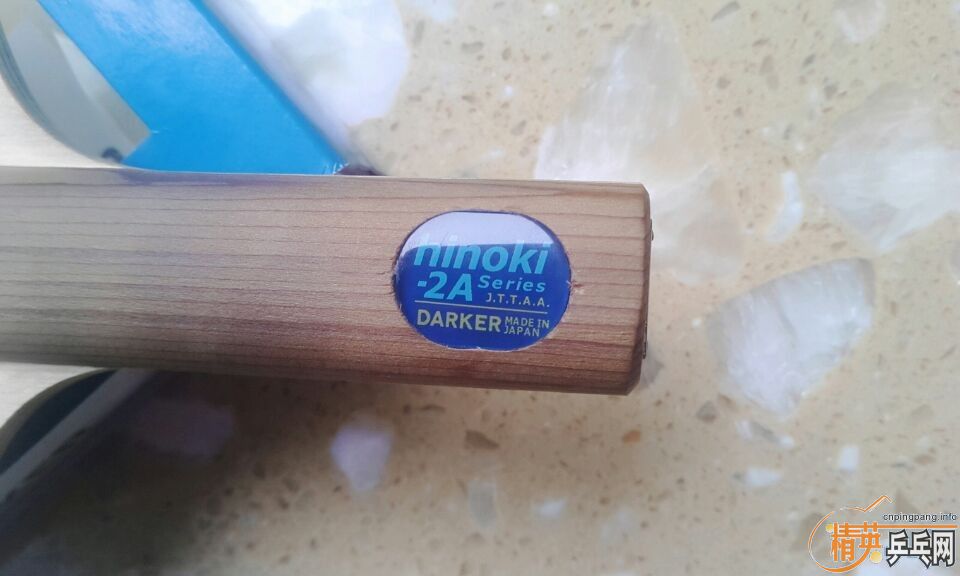 hinoki
-2A Series
J.T.T.A.A.
DARKER MADE IN
JAPAN
cnpingpang.info
精英乒乓网